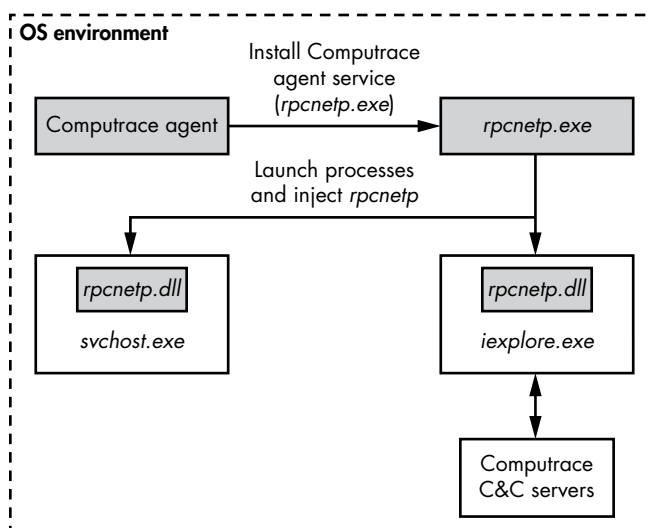 OS environment
Install Computrace
agent service
(rpcnetp.exe)
Computrace agent
rpcnetp.exe
Launch processes
and inject rpcnetp
rpcnetp.dll
svchost.exe
rpcnetp.dll
iexplore.exe
Computrace
C&C servers